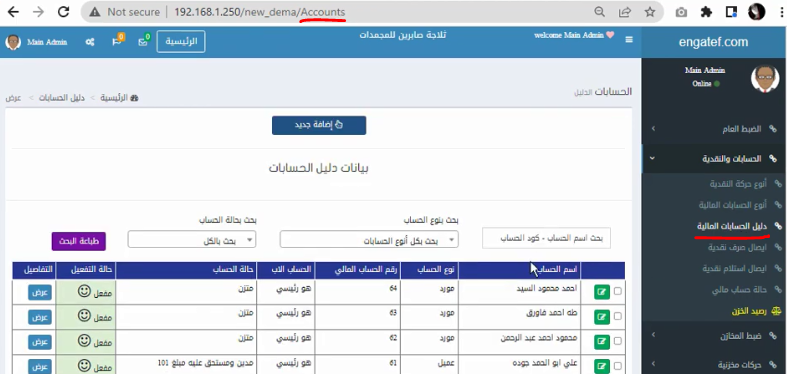 Not secure | 192.168.1.250/new_dema/Accounts
engatef.com
welcome Main Admin
ثلاجة صابرين للمجمدات
الرئيسية
0
0
Main Admin
Main Admin
Online
الضبط العام
الحسابات والنقدية
أنوع حركة النقدية
أنوع الحسابات المالية
دليل الحسابات المالية
ايصال صرف نقدية
ايصال استلام نقدية
حالة حساب مالي
رصيد الخزن
ضبط المخازن
حركات مخزنية
الحسابات الدليل
الرئيسية > دليل الحسابات > عرض
إضافة جديد
بيانات دليل الحسابات
بحث بنوع الحساب
بحث بحالة الحساب
بحث اسم الحساب - كود الحساب
بحث بكل أنوع الحسابات
بحث بالكل
طباعة البحث
اسم الحساب نوع الحساب رقم الحساب المالي الحساب الاب حالة الحساب حالة التفعيل التفاصيل
احمد محمود السيد مورد 64 هو رئيسي متزن مفعل عرض
طه احمد فاورق مورد 63 هو رئيسي متزن مفعل عرض
محمود احمد عبد الرحمن مورد 62 هو رئيسي متزن مفعل عرض
علي ابو الحمد جوده عميل 61 هو رئيسي مدين ومستحق عليه مبلغ 101 مفعل عرض